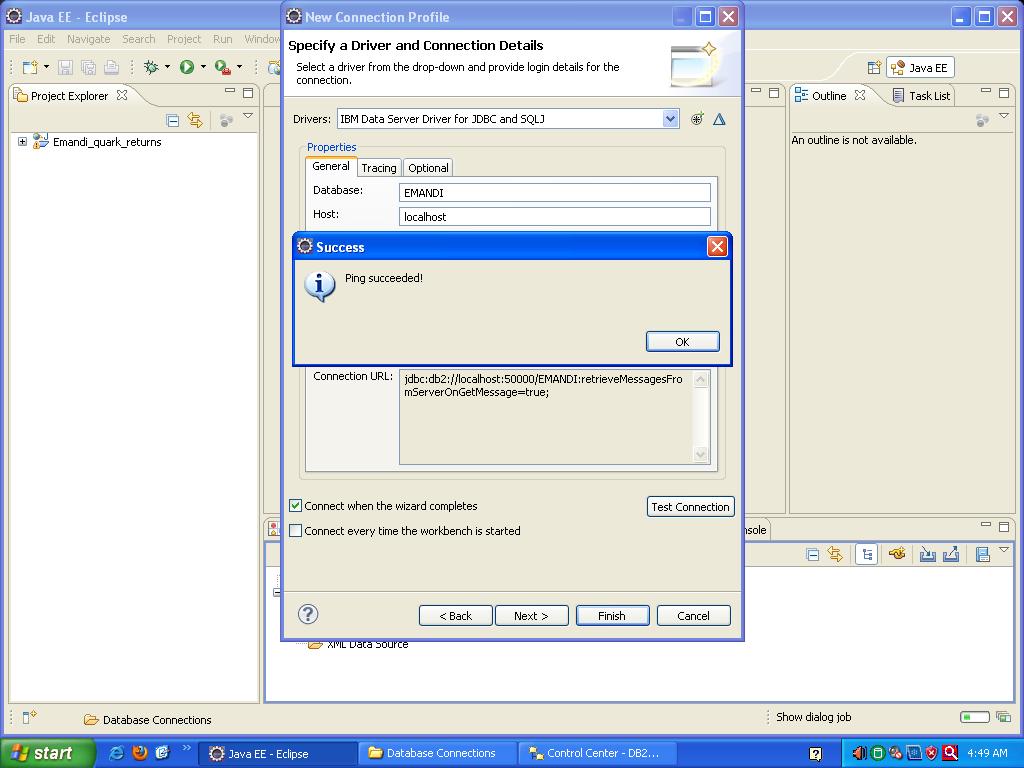 Java EE - Eclipse
File Edit Navigate Search Project Run Window
Java EE
Project Explorer
Emandi_quark_returns
New Connection Profile
Specify a Driver and Connection Details
Select a driver from the drop-down and provide login details for the
connection.
Drivers: IBM Data Server Driver for JDBC and SQLJ
Properties
General Tracing Optional
Database: EMANDI
Host: localhost
Success
Ping succeeded!
OK
Connection URL: jdbc:db2://localhost:50000/EMANDI:retrieveMessagesFro
mServerOnGetMessage=true;
Connect when the wizard completes
Test Connection
Connect every time the workbench is started
< Back Next > Finish Cancel
Outline Task List
An outline is not available.
XML Data Source
Database Connections
Show dialog job
start
Java EE - Eclipse
Database Connections
Control Center - DB2...
4:49 AM